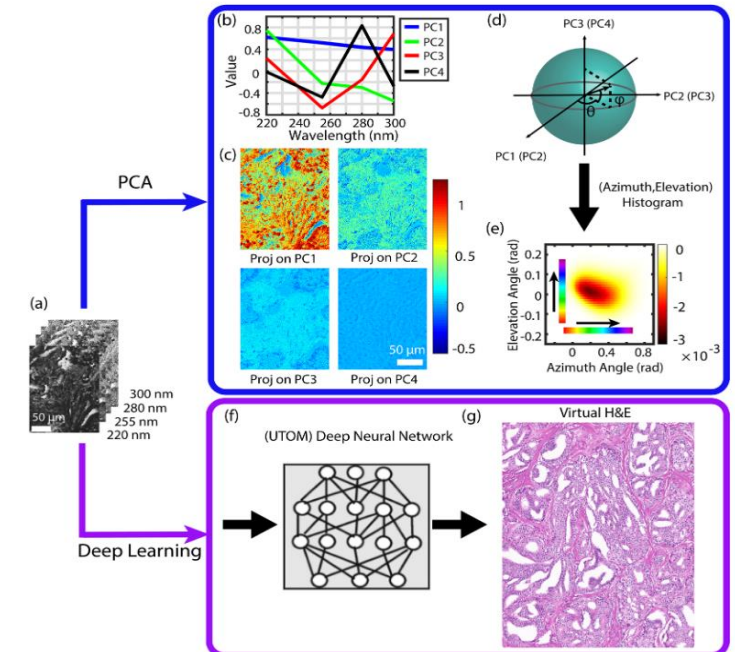 (a)
50 µm
300 nm
280 nm
255 nm
220 nm
PCA
Deep Learning
(b)
Value
0.8
0.4
0
-0.4
-0.8
220
240
260
280
300
Wavelength (nm)
PC1
PC2
PC3
PC4
(c)
Proj on PC1
Proj on PC2
Proj on PC3
Proj on PC4
50 µm
1
0.5
0
-0.5
(d)
PC3 (PC4)
PC2 (PC3)
PC1 (PC2)
θ
φ
(Azimuth,Elevation)
Histogram
(e)
Elevation Angle (rad)
0.2
0.1
0
-0.1
-0.2
0
0.4
0.8
Azimuth Angle (rad)
0
-1
-2
-3
×10⁻³
(f)
(UTOM) Deep Neural Network
(g)
Virtual H&E